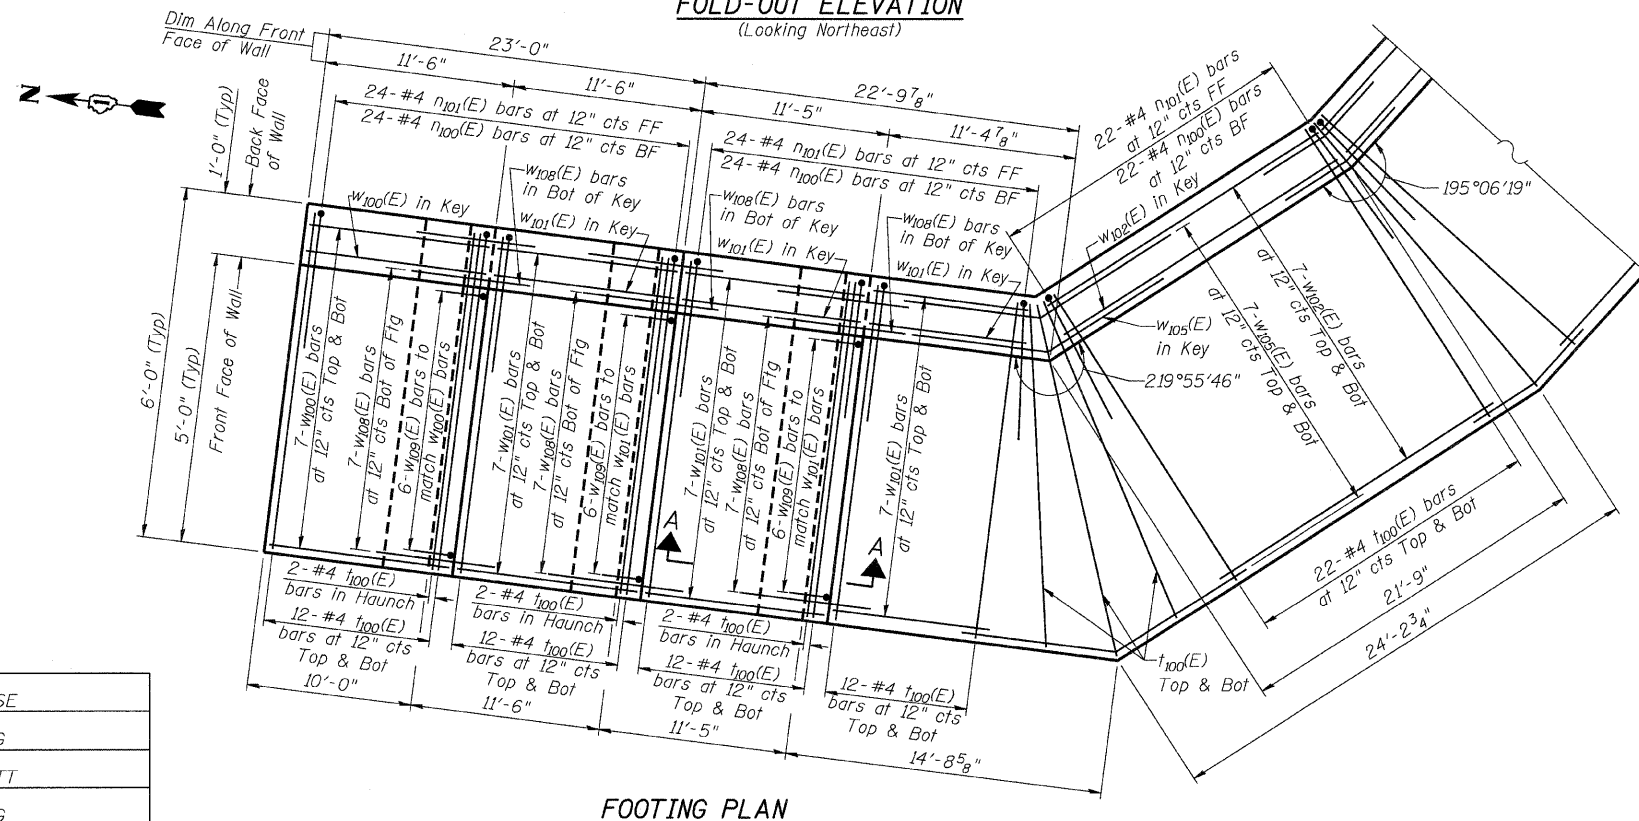 FOLD-OUT ELEVATION
(Looking Northeast)
Dim Along Front
Face of Wall
23'-0"
11'-6"
11'-6"
22'-9⅞"
11'-5"
11'-4⅞"
N
1'-0" (Typ)
Back Face
of Wall
24-#4 n101(E) bars at 12" cts FF
24-#4 n100(E) bars at 12" cts BF
24-#4 n101(E) bars at 12" cts FF
24-#4 n100(E) bars at 12" cts BF
22-#4 n101(E) bars
at 12" cts FF
22-#4 n100(E) bars
at 12" cts BF
w100(E) in Key
w108(E) bars
in Bot of Key
w101(E) in Key
w108(E) bars
in Bot of Key
w101(E) in Key
w108(E) bars
in Bot of Key
w101(E) in Key
w102(E) in Key
195°06'19"
w105(E)
in Key
219°55'46"
6'-0" (Typ)
5'-0" (Typ)
Front Face of Wall
7-w100(E) bars
at 12" cts Top & Bot
7-w108(E) bars
at 12" cts Bot of Ftg
6-w109(E) bars to
match w100(E) bars
7-w101(E) bars
at 12" cts Top & Bot
7-w108(E) bars
at 12" cts Bot of Ftg
6-w109(E) bars to
match w101(E) bars
7-w101(E) bars
at 12" cts Top & Bot
7-w108(E) bars
at 12" cts Bot of Ftg
6-w109(E) bars to
match w101(E) bars
7-w101(E) bars
at 12" cts Top & Bot
7-w102(E) bars
at 12" cts Top & Bot
7-w105(E) bars
at 12" cts Top & Bot
A
A
2-#4 t100(E)
bars in Haunch
12-#4 t100(E)
bars at 12" cts
Top & Bot
2-#4 t100(E)
bars in Haunch
12-#4 t100(E)
bars at 12" cts
Top & Bot
2-#4 t100(E)
bars in Haunch
12-#4 t100(E)
bars at 12" cts
Top & Bot
12-#4 t100(E)
bars at 12" cts
Top & Bot
t100(E)
Top & Bot
22-#4 t100(E) bars
at 12" cts Top & Bot
21'-9"
24'-2¾"
10'-0"
11'-6"
11'-5"
14'-8⅝"
SE
G
TT
G
FOOTING PLAN